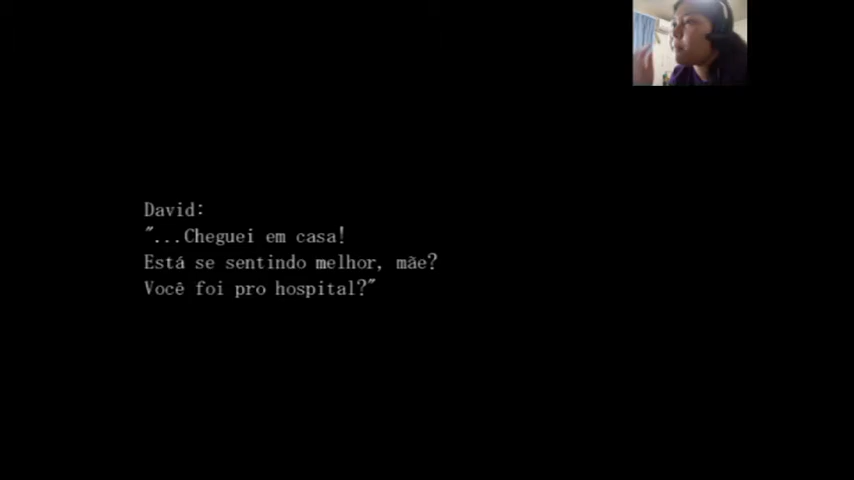 David:
"...Cheguei em casa!
Está se sentindo melhor, mãe?
Você foi pro hospital?"